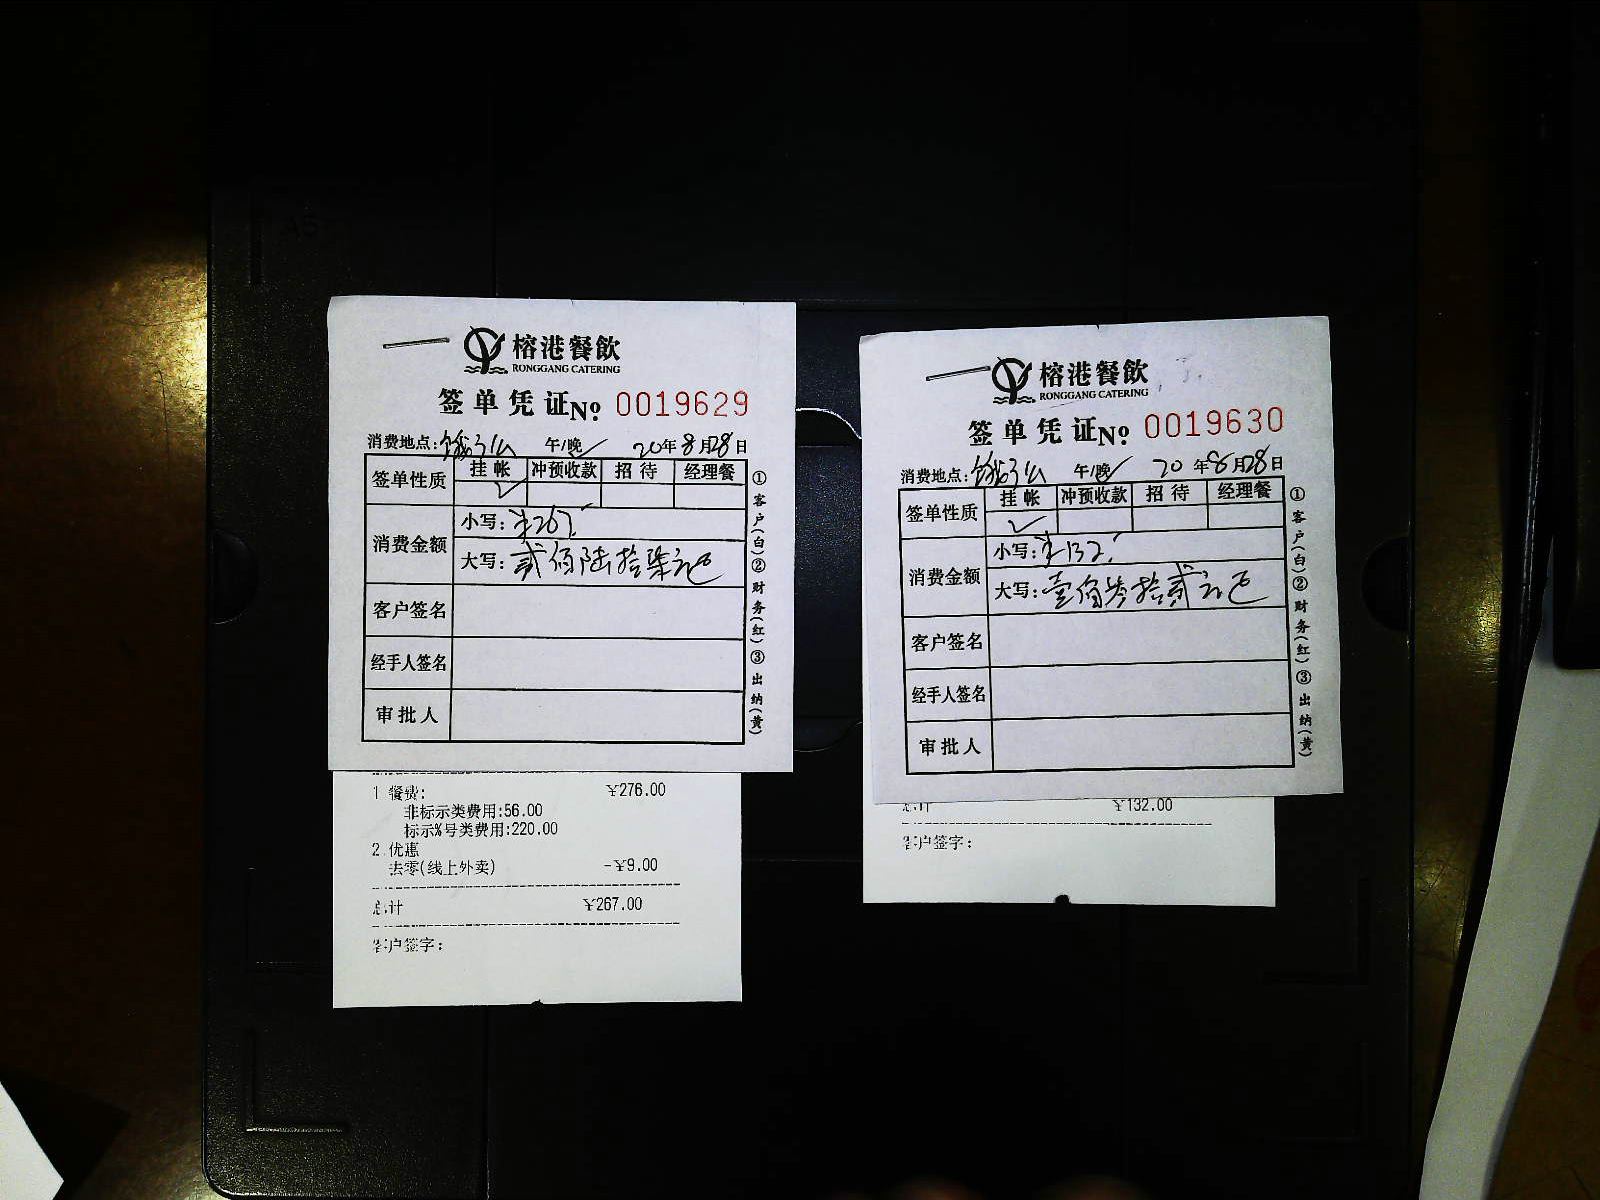 榕港餐飲
RONGGANG CATERING
签单凭证 No 0019629
消费地点: 午/晚 ✓ 20年8月28日
签单性质 挂帐 冲预收款 招待 经理餐
✓
消费金额
小写: ¥267.
大写: 贰佰陆拾柒元
客户签名
经手人签名
审批人
①客户(白)②财务(红)③出纳(黄)
1 餐费: ¥276.00
非标示类费用:56.00
标示%号类费用:220.00
2 优惠
去零(线上外卖) -¥9.00
总计 ¥267.00
客户签字:
榕港餐飲
RONGGANG CATERING
签单凭证 No 0019630
消费地点: 午/晚 ✓ 20年8月28日
签单性质 挂帐 冲预收款 招待 经理餐
✓
消费金额
小写: ¥132.
大写: 壹佰叁拾贰元
客户签名
经手人签名
审批人
①客户(白)②财务(红)③出纳(黄)
总计 ¥132.00
客户签字: